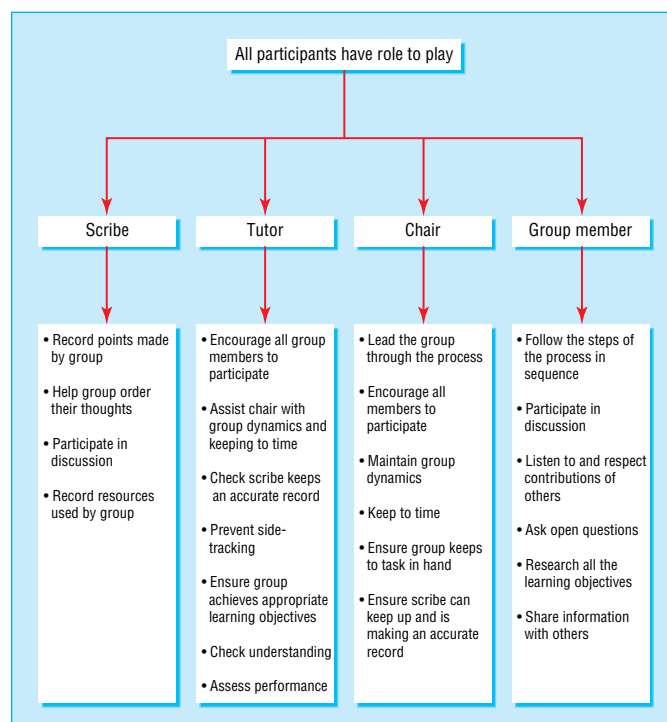 All participants have role to play
Scribe
Tutor
Chair
Group member
• Record points made
by group
• Help group order
their thoughts
• Participate in
discussion
• Record resources
used by group
• Encourage all group
members to
participate
• Assist chair with
group dynamics and
keeping to time
• Check scribe keeps
an accurate record
• Prevent side-
tracking
• Ensure group
achieves appropriate
learning objectives
• Check understanding
• Assess performance
• Lead the group
through the process
• Encourage all
members to
participate
• Maintain group
dynamics
• Keep to time
• Ensure group keeps
to task in hand
• Ensure scribe can
keep up and is
making an accurate
record
• Follow the steps of
the process in
sequence
• Participate in
discussion
• Listen to and respect
contributions of
others
• Ask open questions
• Research all the
learning objectives
• Share information
with others